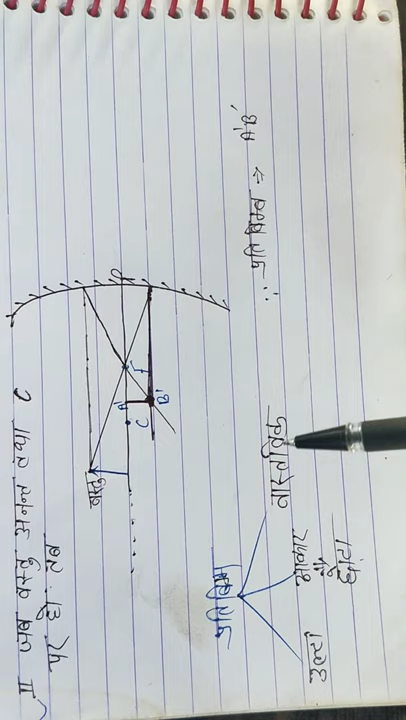 II जब वस्तु अनन्त तथा C
पर हो तब
वस्तु
P
F
A'
C
B'
∴ प्रतिबिम्ब ⇒ A'B'
प्रतिबिम्ब
वास्तविक
आकार में छोटा
उल्टा